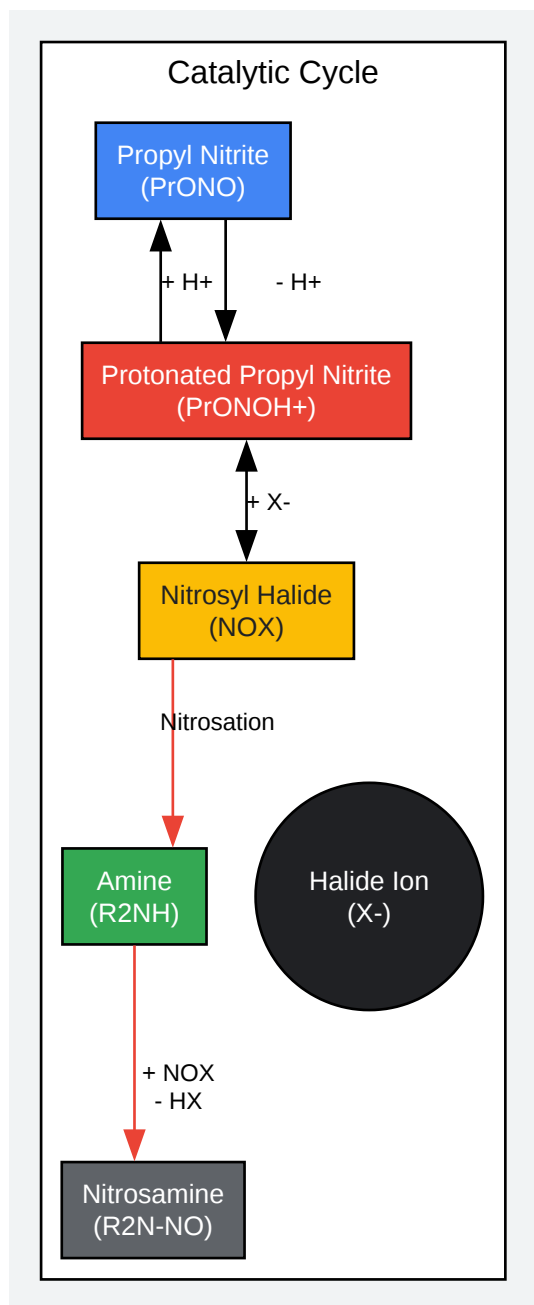 Catalytic Cycle
Propyl Nitrite
(PrONO)
+ H+
- H+
Protonated Propyl Nitrite
(PrONOH+)
+ X-
Nitrosyl Halide
(NOX)
Nitrosation
Amine
(R2NH)
Halide Ion
(X-)
+ NOX
- HX
Nitrosamine
(R2N-NO)